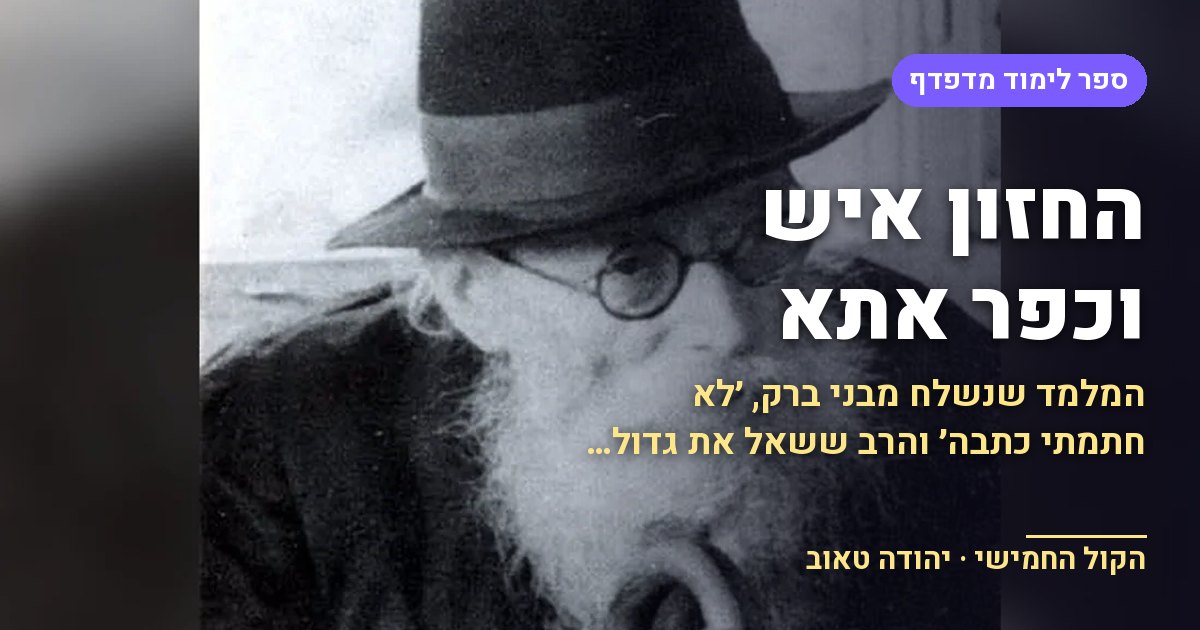 ספר לימוד מדפדף
החזון איש
וכפר אתא
המלמד שנשלח מבני ברק, ׳לא
חתמתי כתבה׳ והרב ששאל את גדול...
הקול החמישי · יהודה טאוב